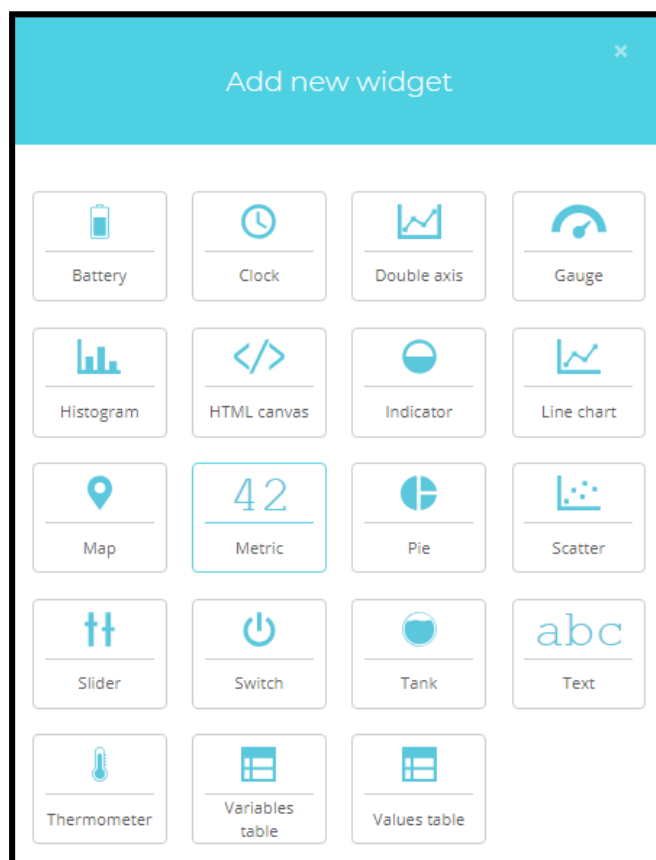 Add new widget
Battery
Clock
Double axis
Gauge
Histogram
</>
HTML canvas
Indicator
Line chart
Map
42
Metric
Pie
Scatter
Slider
Switch
Tank
abc
Text
Thermometer
Variables
table
Values table